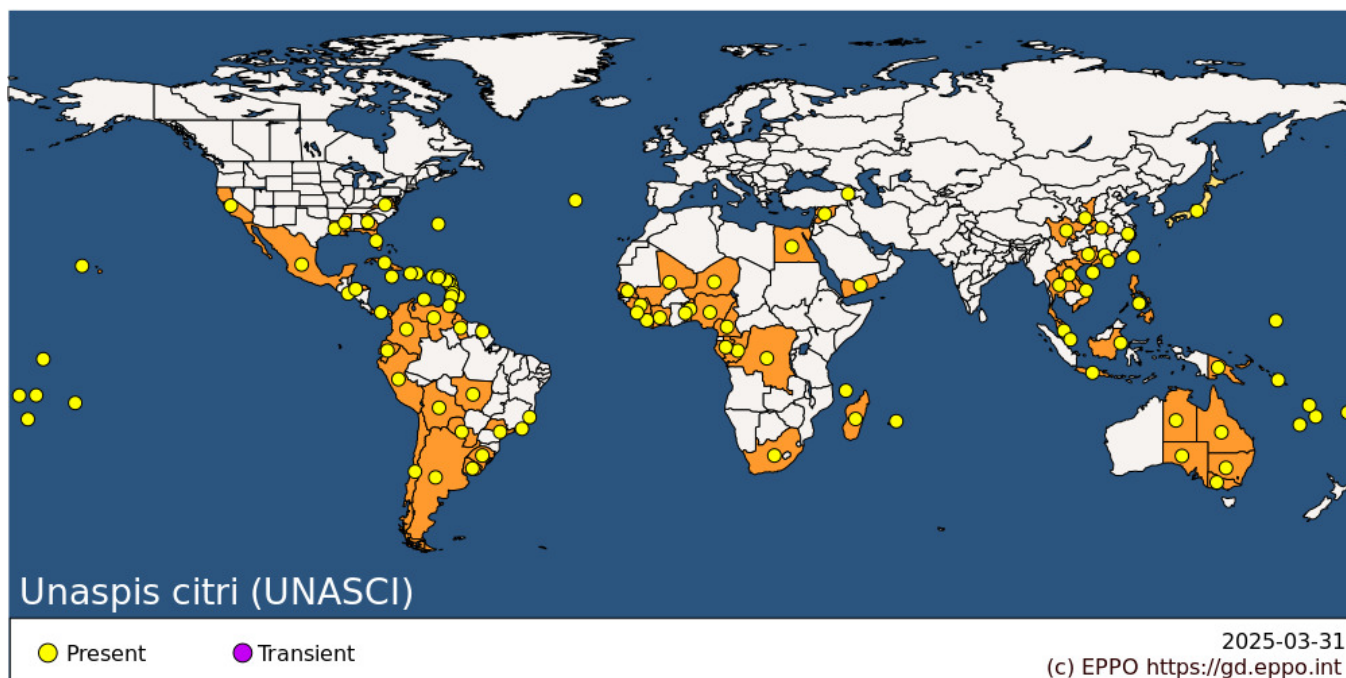 Unaspis citri (UNASCI)
Present
Transient
2025-03-31
(c) EPPO https://gd.eppo.int